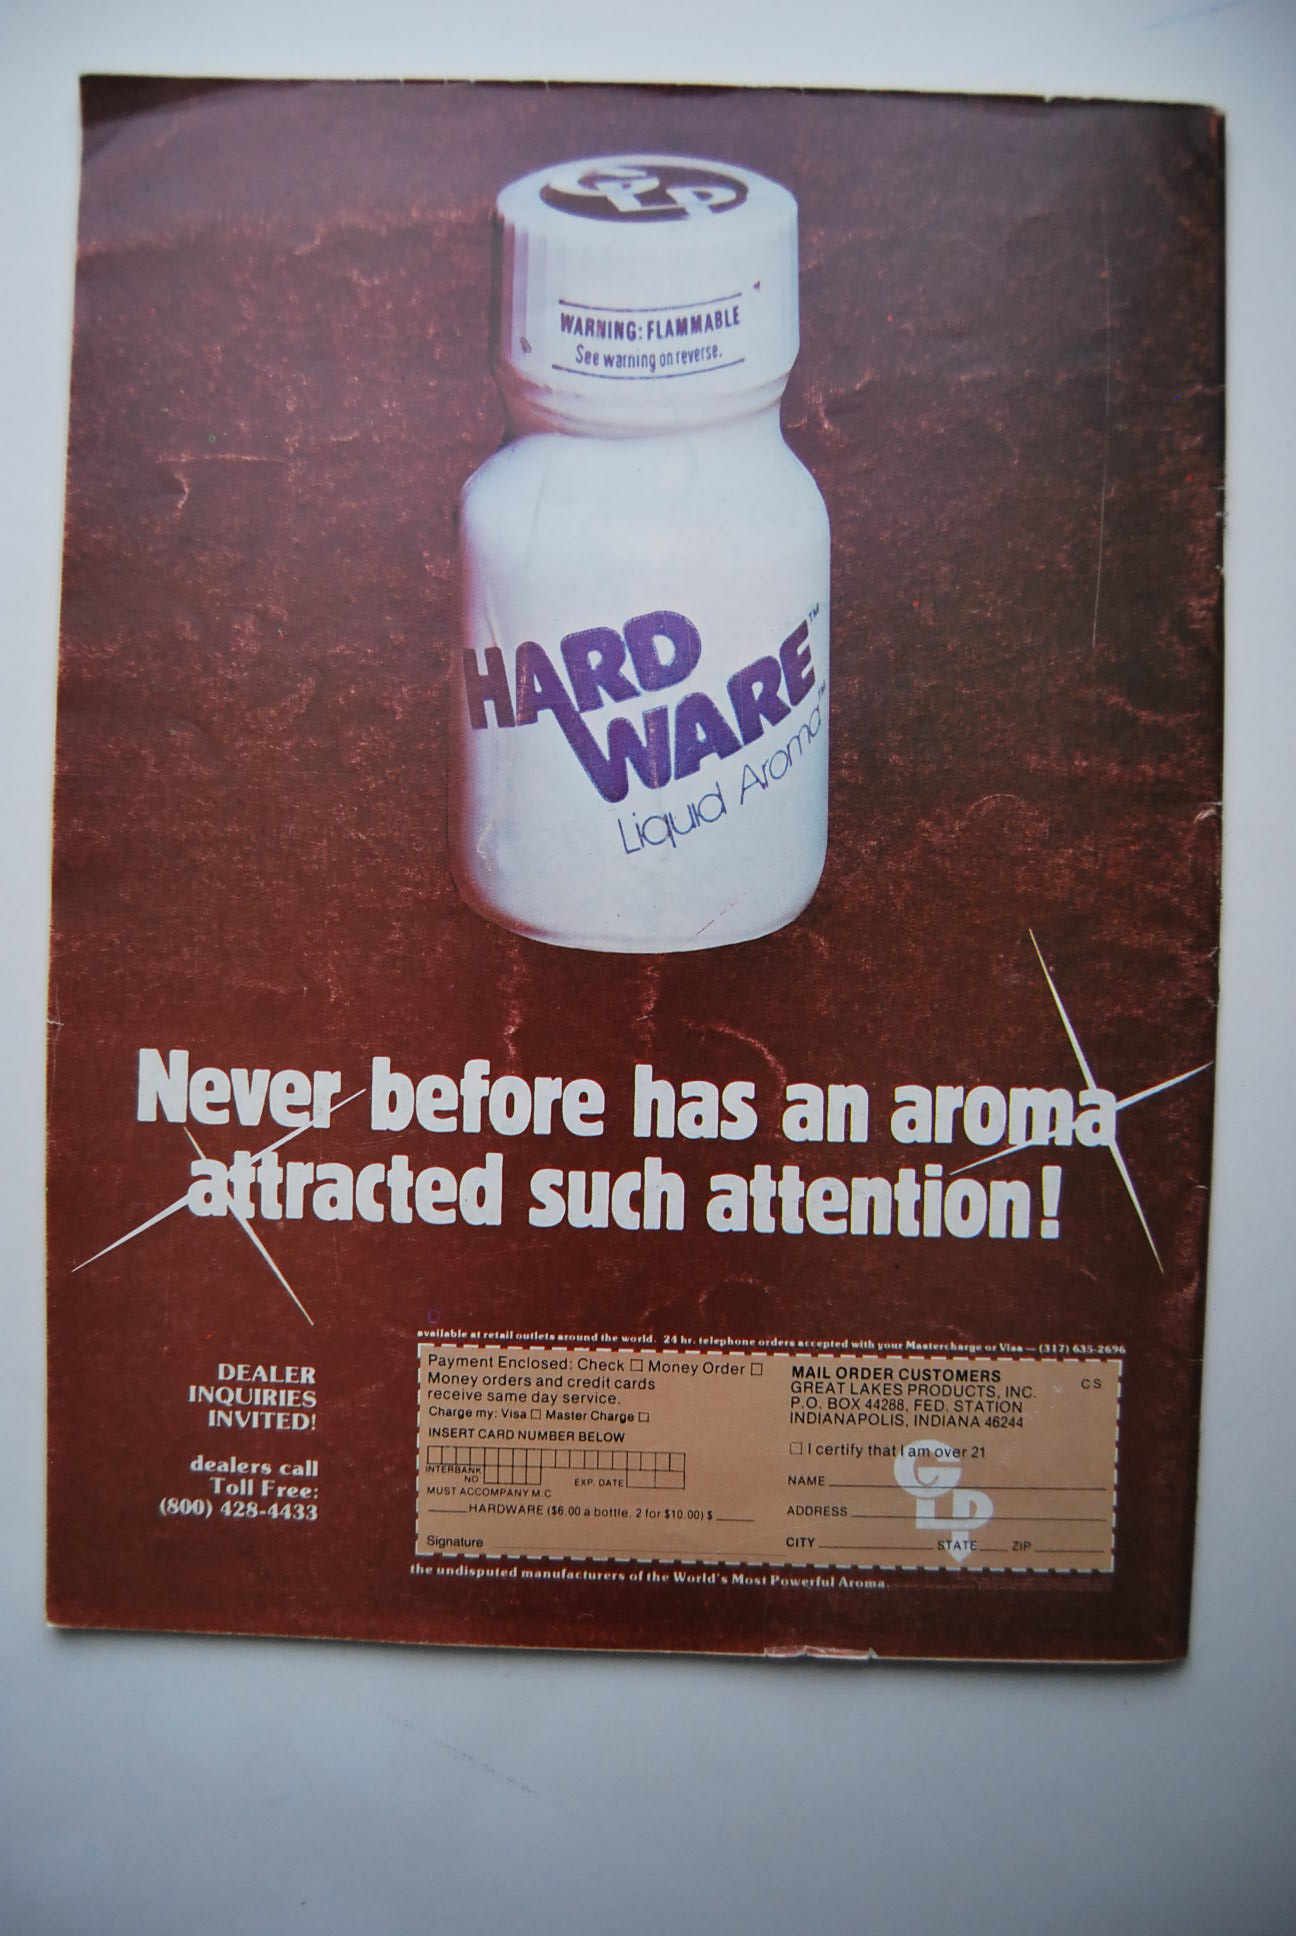 GLP
WARNING: FLAMMABLE
See warning on reverse.
HARD
WARE™
Liquid Aroma™
Never before has an aroma
attracted such attention!
DEALER
INQUIRIES
INVITED!
dealers call
Toll Free:
(800) 428-4433
available at retail outlets around the world. 24 hr. telephone orders accepted with your Mastercharge or Visa — (317) 635-2696
Payment Enclosed: Check ☐ Money Order ☐
Money orders and credit cards
receive same day service.
Charge my: Visa ☐ Master Charge ☐
INSERT CARD NUMBER BELOW
INTERBANK
NO
EXP. DATE
MUST ACCOMPANY M.C
HARDWARE ($6.00 a bottle. 2 for $10.00) $
Signature
MAIL ORDER CUSTOMERS
CS
GREAT LAKES PRODUCTS, INC.
P.O. BOX 44288, FED. STATION
INDIANAPOLIS, INDIANA 46244
☐ I certify that I am over 21
NAME
ADDRESS
CITY STATE ZIP
GLP
the undisputed manufacturers of the World's Most Powerful Aroma.